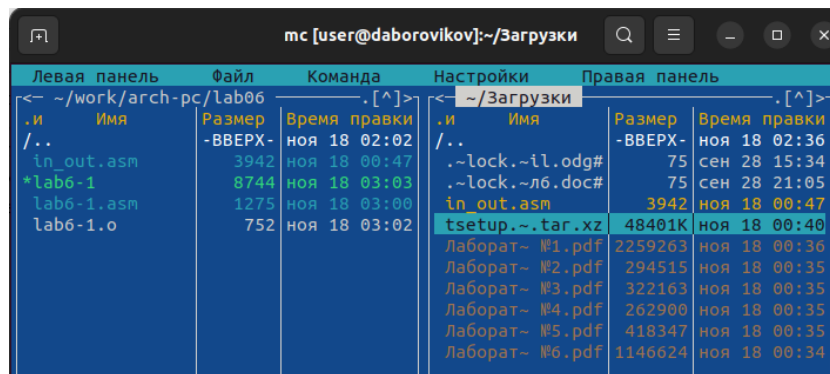 mc [user@daborovikov]:~/Загрузки
Левая панель Файл Команда Настройки Правая панель
<─ ~/work/arch-pc/lab06 .[^]> <─ ~/Загрузки .[^]>
.и Имя Размер Время правки .и Имя Размер Время правки
/.. -ВВЕРХ- ноя 18 02:02 /.. -ВВЕРХ- ноя 18 02:36
in_out.asm 3942 ноя 18 00:47 .~lock.~il.odg# 75 сен 28 15:34
*lab6-1 8744 ноя 18 03:03 .~lock.~л6.doc# 75 сен 28 21:05
lab6-1.asm 1275 ноя 18 03:00 in_out.asm 3942 ноя 18 00:47
lab6-1.o 752 ноя 18 03:02 tsetup.~.tar.xz 48401K ноя 18 00:40
Лаборат~ №1.pdf 2259263 ноя 18 00:36
Лаборат~ №2.pdf 294515 ноя 18 00:35
Лаборат~ №3.pdf 322163 ноя 18 00:35
Лаборат~ №4.pdf 262900 ноя 18 00:35
Лаборат~ №5.pdf 418347 ноя 18 00:35
Лаборат~ №6.pdf 1146624 ноя 18 00:34